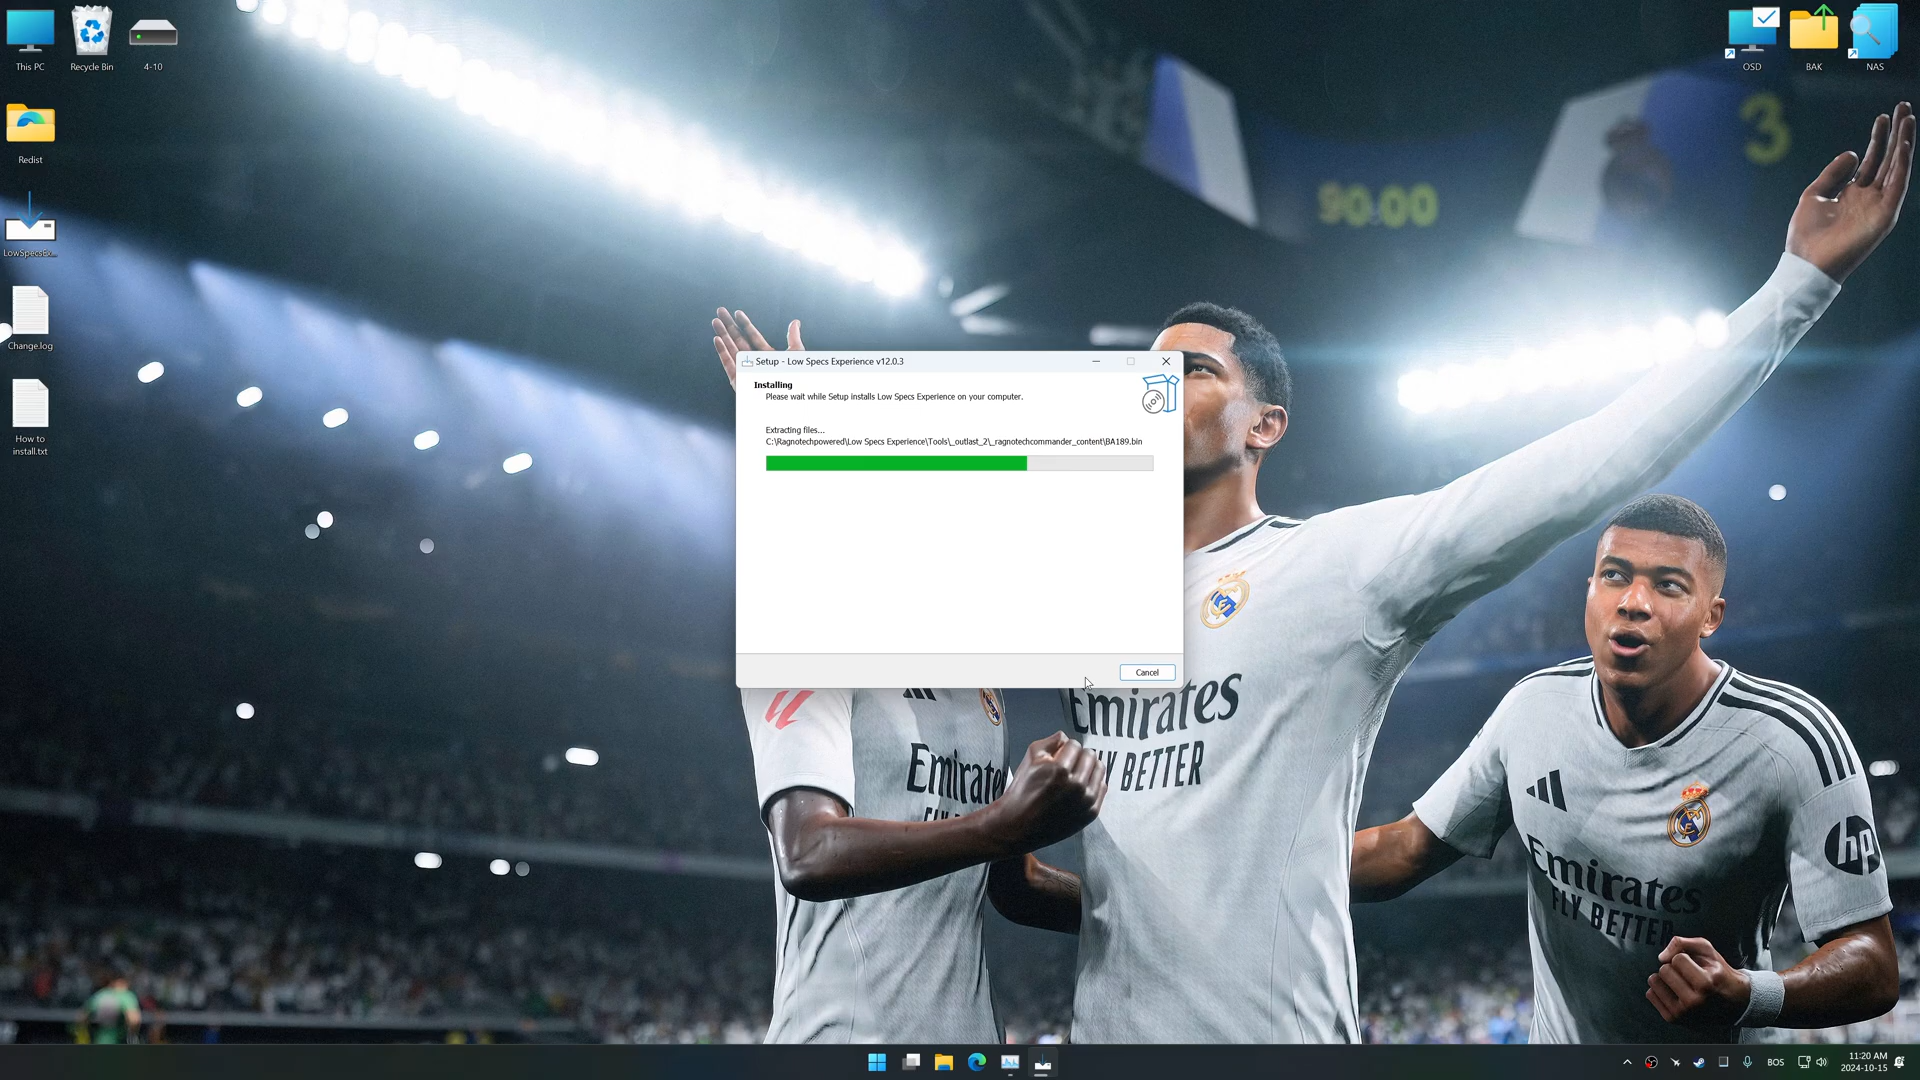 This PC
Recycle Bin
4-10
OSD
BAK
NAS
Redist
LowSpecsEx...
Change.log
How to
install.txt
3
90:00
Setup - Low Specs Experience v12.0.3
Installing
Please wait while Setup installs Low Specs Experience on your computer.
Extracting files...
C:\Ragnotechpowered\Low Specs Experience\Tools\_outlast_2\_ragnotechcommander_content\BA189.bin
Cancel
Emirates
FLY BETTER
Emirates
FLY BETTER
Emirates
FLY BETTER
hp
BOS
11:20 AM
2024-10-15